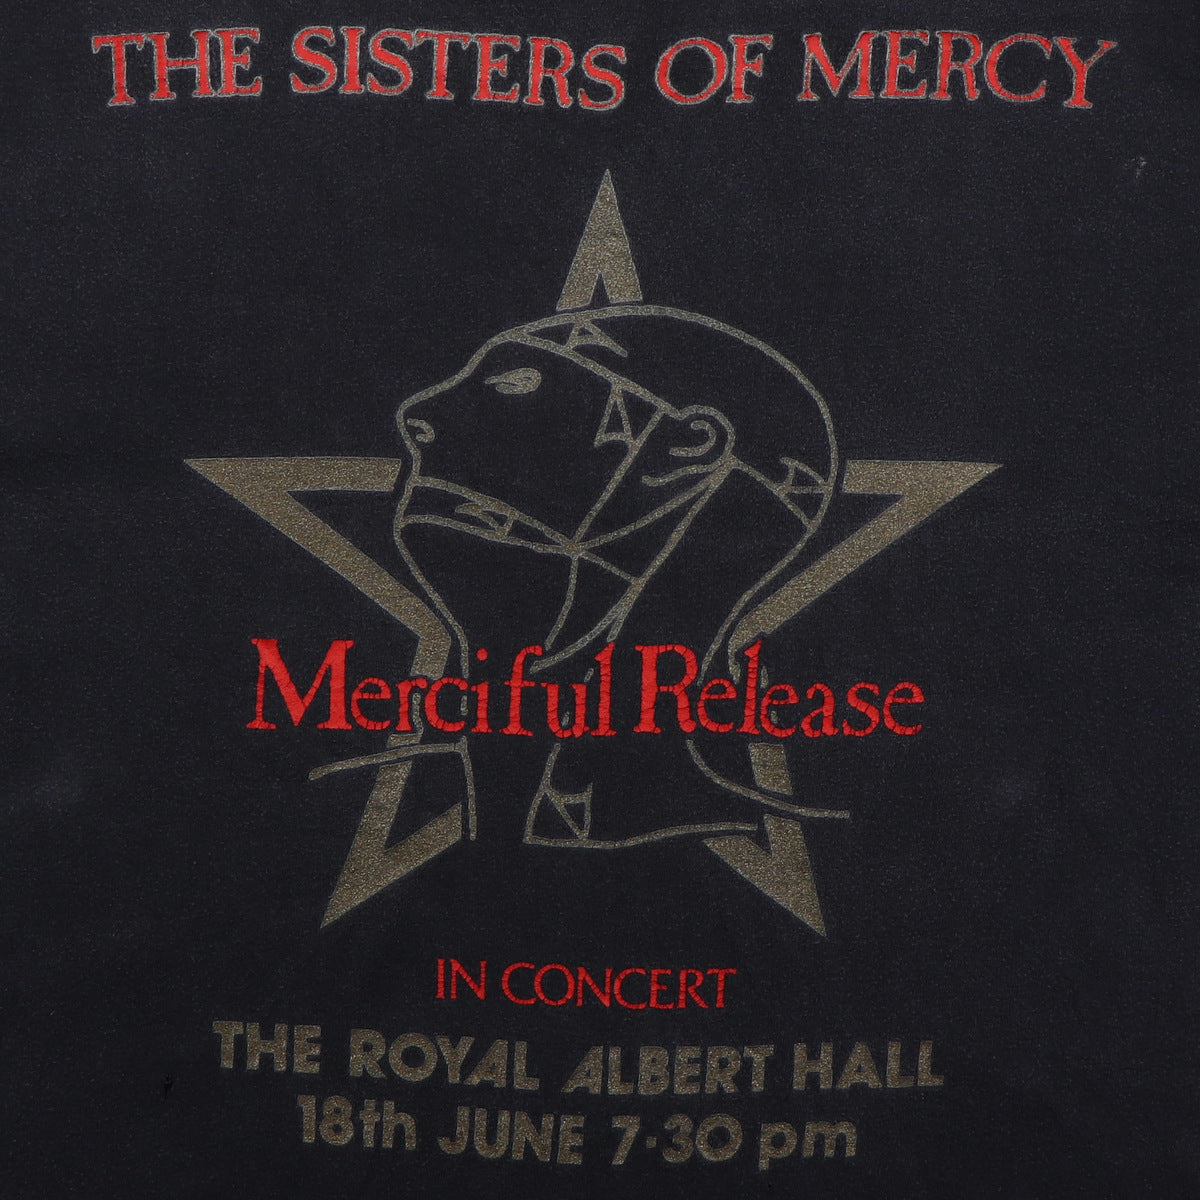 THE SISTERS OF MERCY
Merciful Release
IN CONCERT
THE ROYAL ALBERT HALL
18th JUNE 7·30 pm